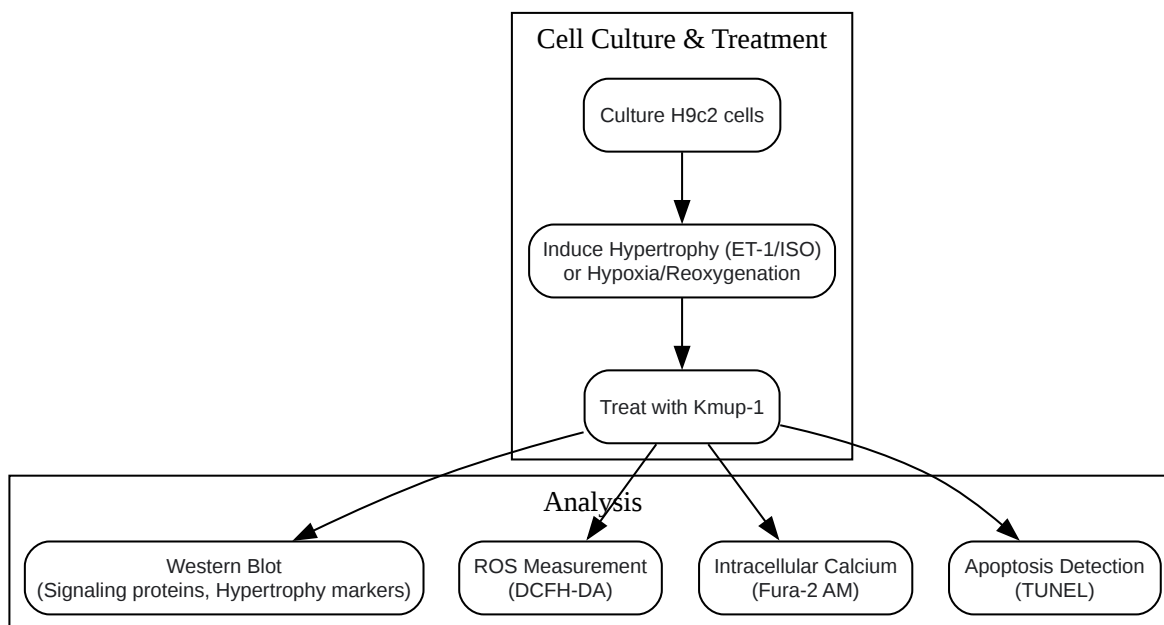 Cell Culture & Treatment
Culture H9c2 cells
Induce Hypertrophy (ET-1/ISO)
or Hypoxia/Reoxygenation
Treat with Kmup-1
Analysis
Western Blot
(Signaling proteins, Hypertrophy markers)
ROS Measurement
(DCFH-DA)
Intracellular Calcium
(Fura-2 AM)
Apoptosis Detection
(TUNEL)